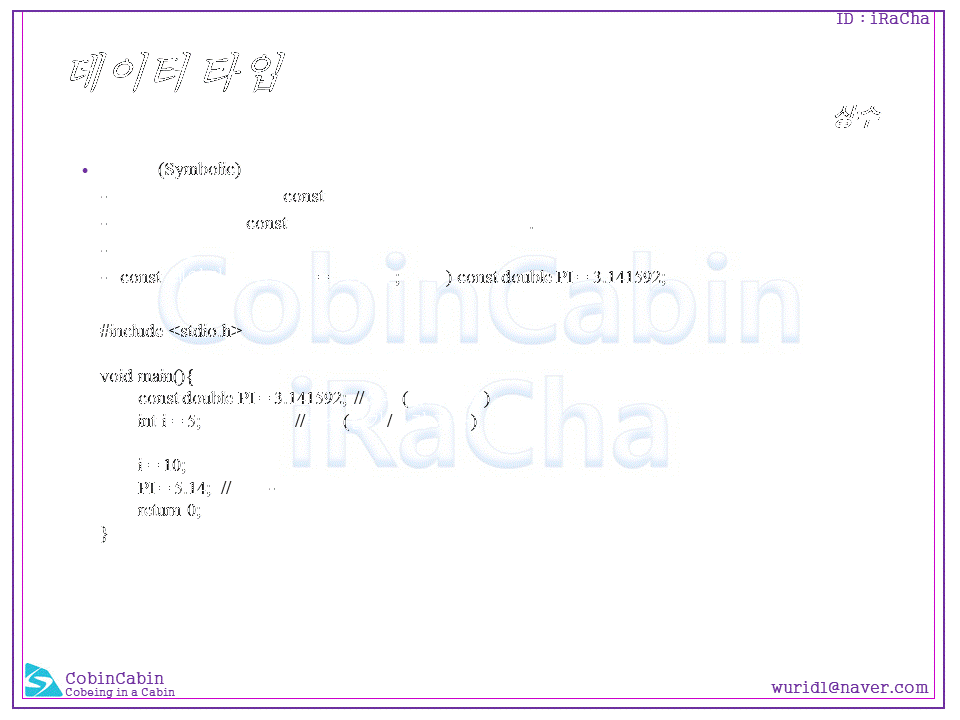 ID : iRaCha
데이터 타입
상수
• (Symbolic)
- const
- const .
-
- const = ; ) const double PI = 3.141592;
CobinCabin
iRaCha
#include <stdio.h>
void main(){
const double PI = 3.141592; // ( )
int i = 5; // ( / )
i = 10;
PI = 5.14; // -
return 0;
}
CobinCabin
Cobeing in a Cabin
wurid1@naver.com